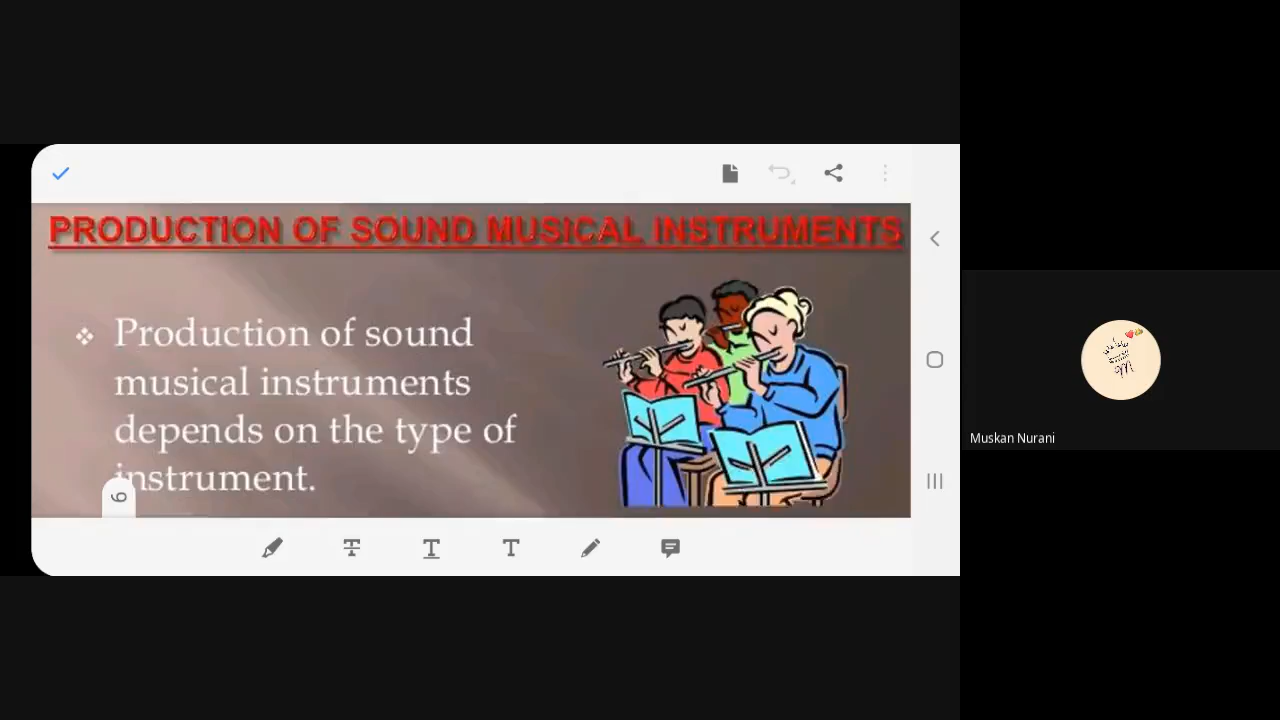 PRODUCTION OF SOUND MUSICAL INSTRUMENTS
Production of sound
musical instruments
depends on the type of
instrument.
6
Muskan Nurani